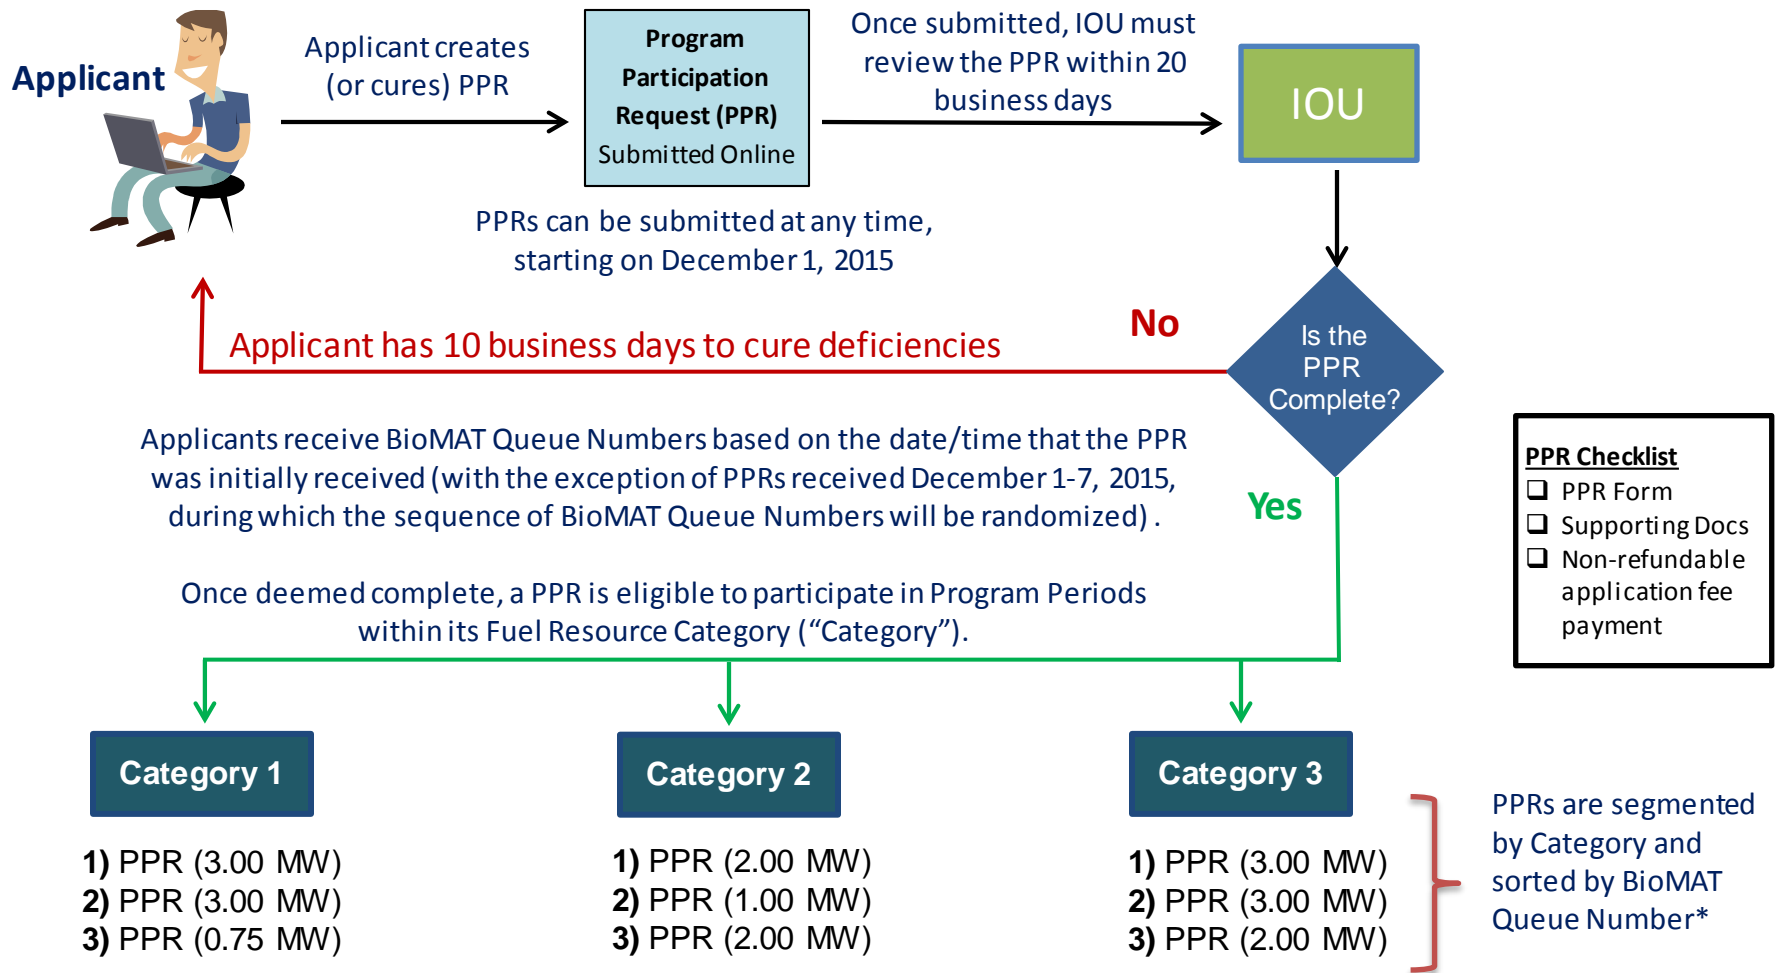 Applicant
Applicant creates
(or cures) PPR
Program
Participation
Request (PPR)
Submitted Online
Once submitted, IOU must
review the PPR within 20
business days
IOU
PPRs can be submitted at any time,
starting on December 1, 2015
Applicant has 10 business days to cure deficiencies
No
Is the
PPR
Complete?
Applicants receive BioMAT Queue Numbers based on the date/time that the PPR
was initially received (with the exception of PPRs received December 1-7, 2015,
during which the sequence of BioMAT Queue Numbers will be randomized) .
Yes
PPR Checklist
❑ PPR Form
❑ Supporting Docs
❑ Non-refundable
application fee
payment
Once deemed complete, a PPR is eligible to participate in Program Periods
within its Fuel Resource Category (“Category”).
Category 1
1) PPR (3.00 MW)
2) PPR (3.00 MW)
3) PPR (0.75 MW)
Category 2
1) PPR (2.00 MW)
2) PPR (1.00 MW)
3) PPR (2.00 MW)
Category 3
1) PPR (3.00 MW)
2) PPR (3.00 MW)
3) PPR (2.00 MW)
PPRs are segmented
by Category and
sorted by BioMAT
Queue Number*